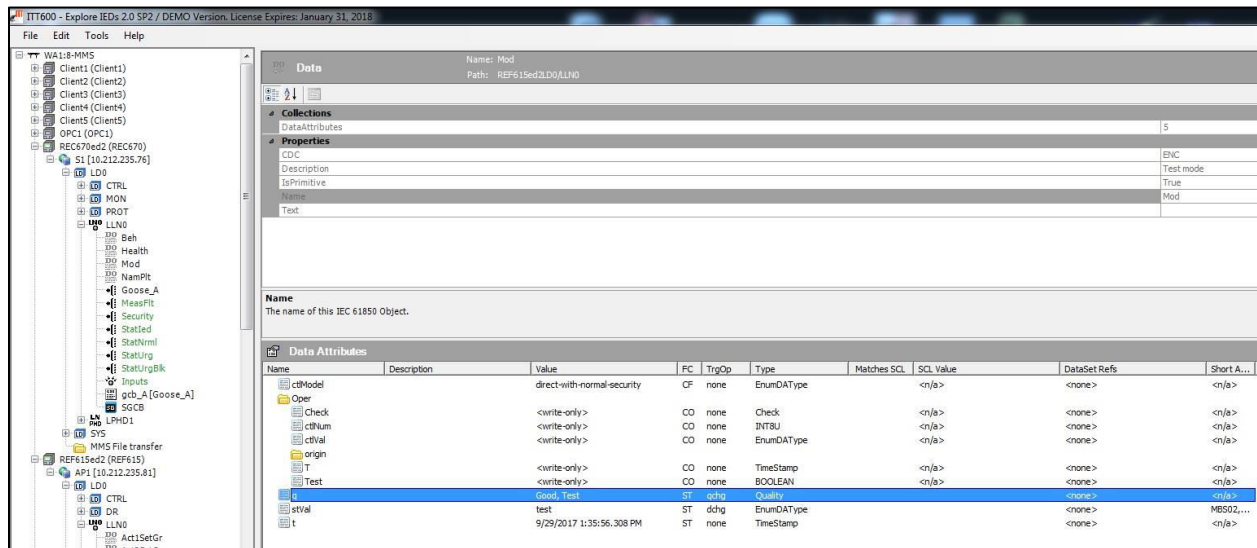 ITT600 - Explore IEDs 2.0 SP2 / DEMO Version. License Expires: January 31, 2018
File Edit Tools Help
WA1:8-MMS
Client1 (Client1)
Client2 (Client2)
Client3 (Client3)
Client4 (Client4)
Client5 (Client5)
OPC1 (OPC1)
REC670ed2 (REC670)
S1 [10.212.235.76]
LD0
CTRL
MON
PROT
LLN0
Beh
Health
Mod
NamPlt
Goose_A
MeasFlt
Security
StatIed
StatNrml
StatUrg
StatUrgBlk
Inputs
gcb_A [Goose_A]
SGCB
LPHD1
SYS
MMS File transfer
REF615ed2 (REF615)
AP1 [10.212.235.81]
LD0
CTRL
DR
LLN0
Act1SetGr
Data
Name: Mod
Path: REF615ed2LD0/LLN0
Collections
DataAttributes 5
Properties
CDC ENC
Description Test mode
IsPrimitive True
Name Mod
Text
Name
The name of this IEC 61850 Object.
Data Attributes
Name Description Value FC TrgOp Type Matches SCL SCL Value DataSet Refs Short A...
ctlModel direct-with-normal-security CF none EnumDAType <n/a> <none> <n/a>
Oper
Check <write-only> CO none Check <n/a> <none> <n/a>
ctlNum <write-only> CO none INT8U <n/a> <none> <n/a>
ctlVal <write-only> CO none EnumDAType <n/a> <none> <n/a>
origin
T <write-only> CO none TimeStamp <n/a> <none> <n/a>
Test <write-only> CO none BOOLEAN <n/a> <none> <n/a>
q Good, Test ST qchg Quality <none> <n/a>
stVal test ST dchg EnumDAType <none> MBS02,...
t 9/29/2017 1:35:56.308 PM ST none TimeStamp <none> <n/a>